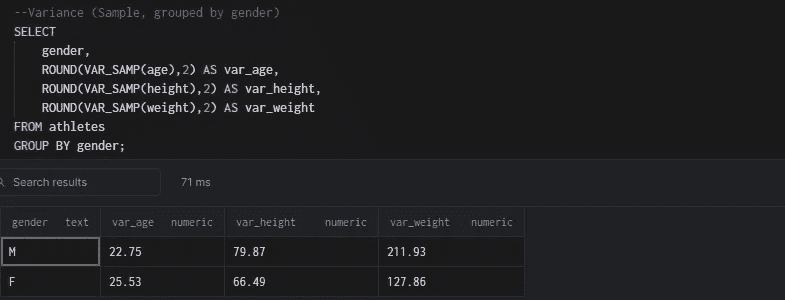 --Variance (Sample, grouped by gender)
SELECT
gender,
ROUND(VAR_SAMP(age),2) AS var_age,
ROUND(VAR_SAMP(height),2) AS var_height,
ROUND(VAR_SAMP(weight),2) AS var_weight
FROM athletes
GROUP BY gender;
Search results 71 ms
gender text var_age numeric var_height numeric var_weight numeric
M 22.75 79.87 211.93
F 25.53 66.49 127.86